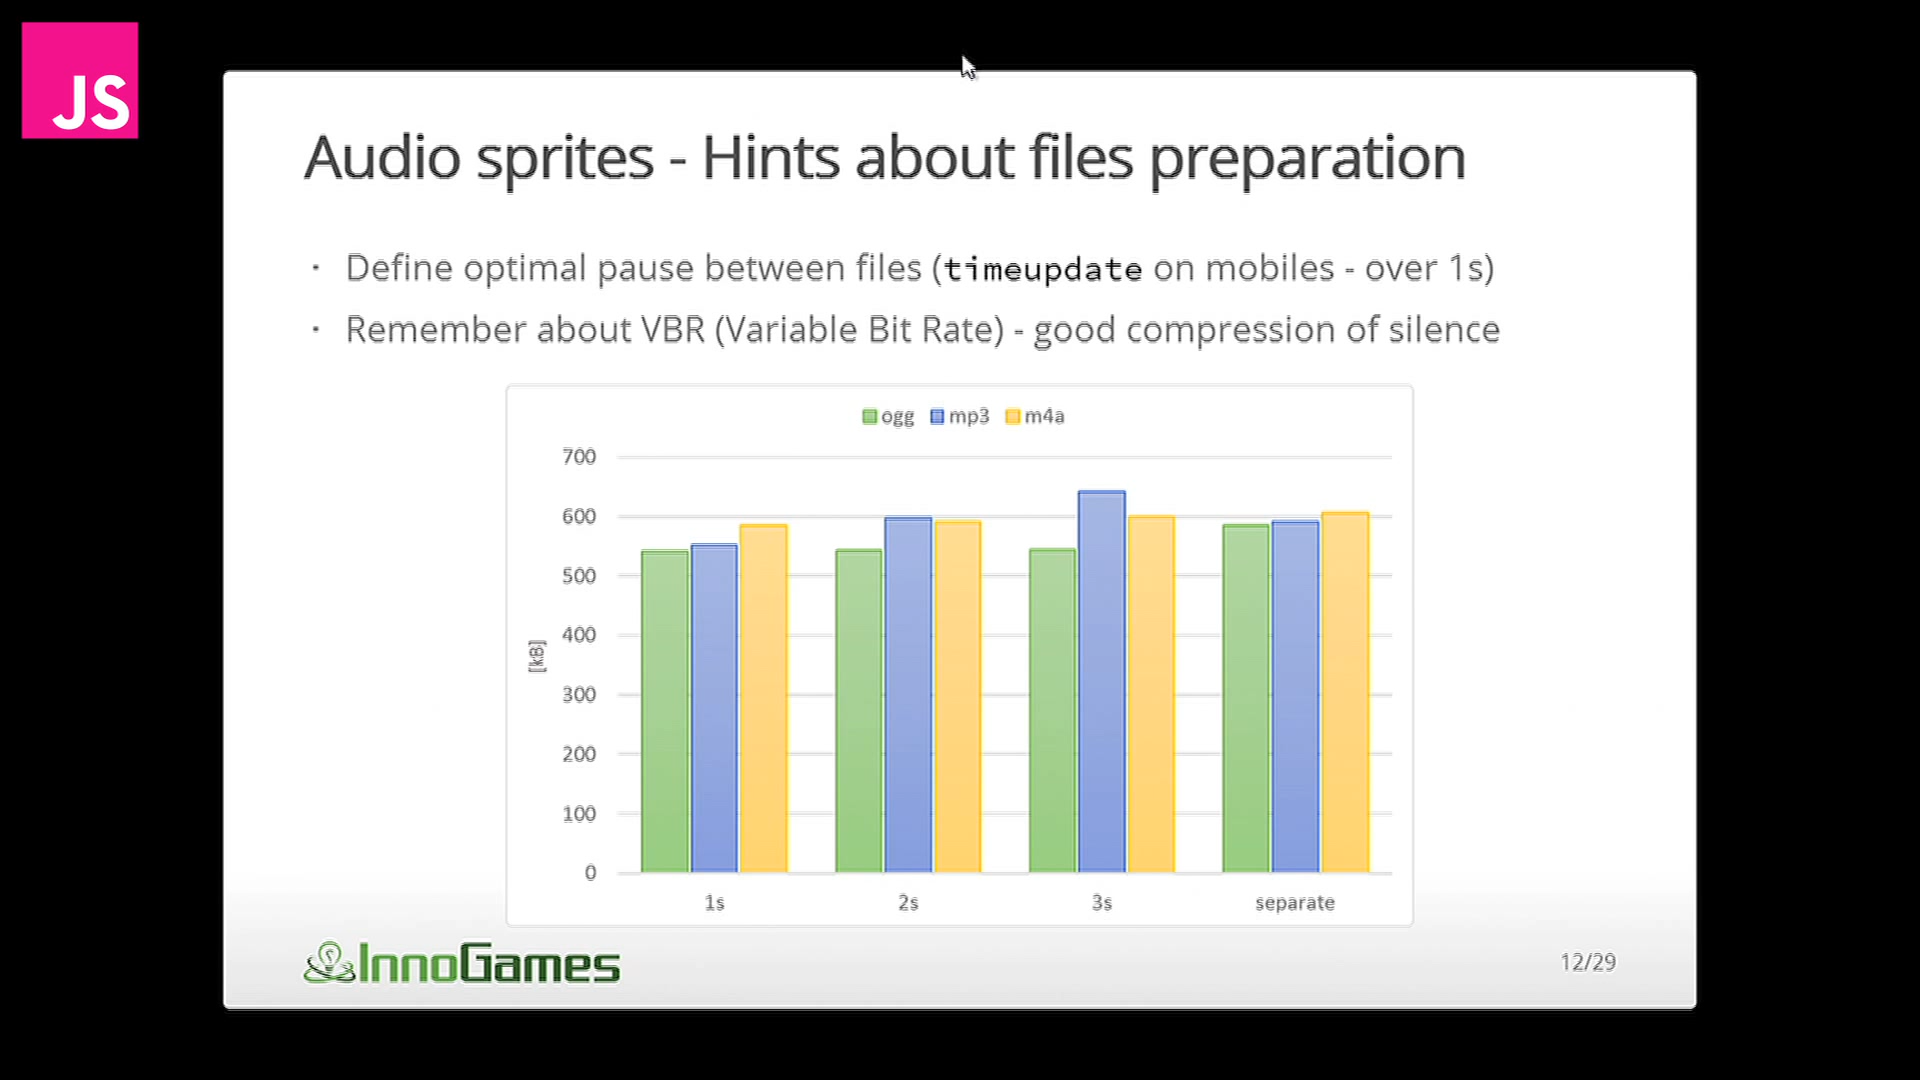 JS
Audio sprites - Hints about files preparation
· Define optimal pause between files (timeupdate on mobiles - over 1s)
· Remember about VBR (Variable Bit Rate) - good compression of silence
ogg mp3 m4a
700
600
500
400
300
200
100
0
[kB]
1s 2s 3s separate
InnoGames
12/29